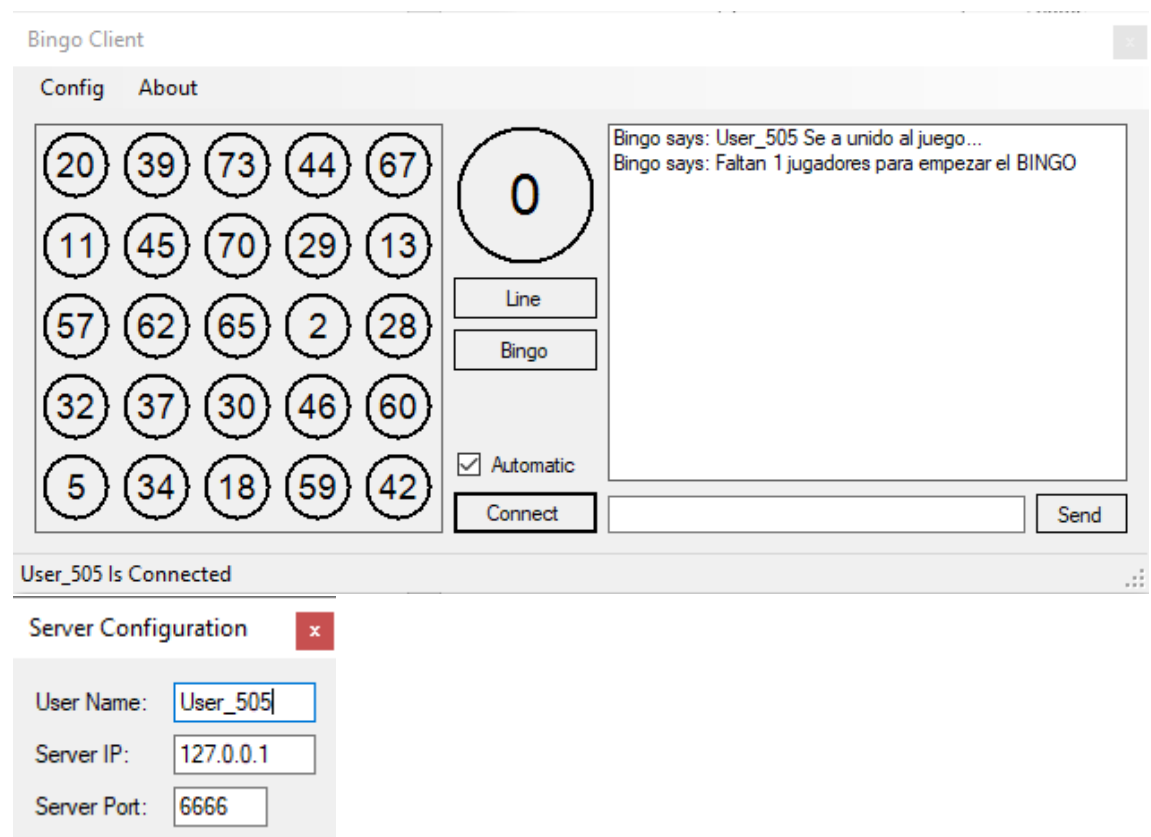 Bingo Client
x
Config About
20 39 73 44 67
11 45 70 29 13
57 62 65 2 28
32 37 30 46 60
5 34 18 59 42
0
Line
Bingo
Automatic
Connect
Bingo says: User_505 Se a unido al juego...
Bingo says: Faltan 1 jugadores para empezar el BINGO
Send
User_505 Is Connected
Server Configuration x
User Name: User_505
Server IP: 127.0.0.1
Server Port: 6666